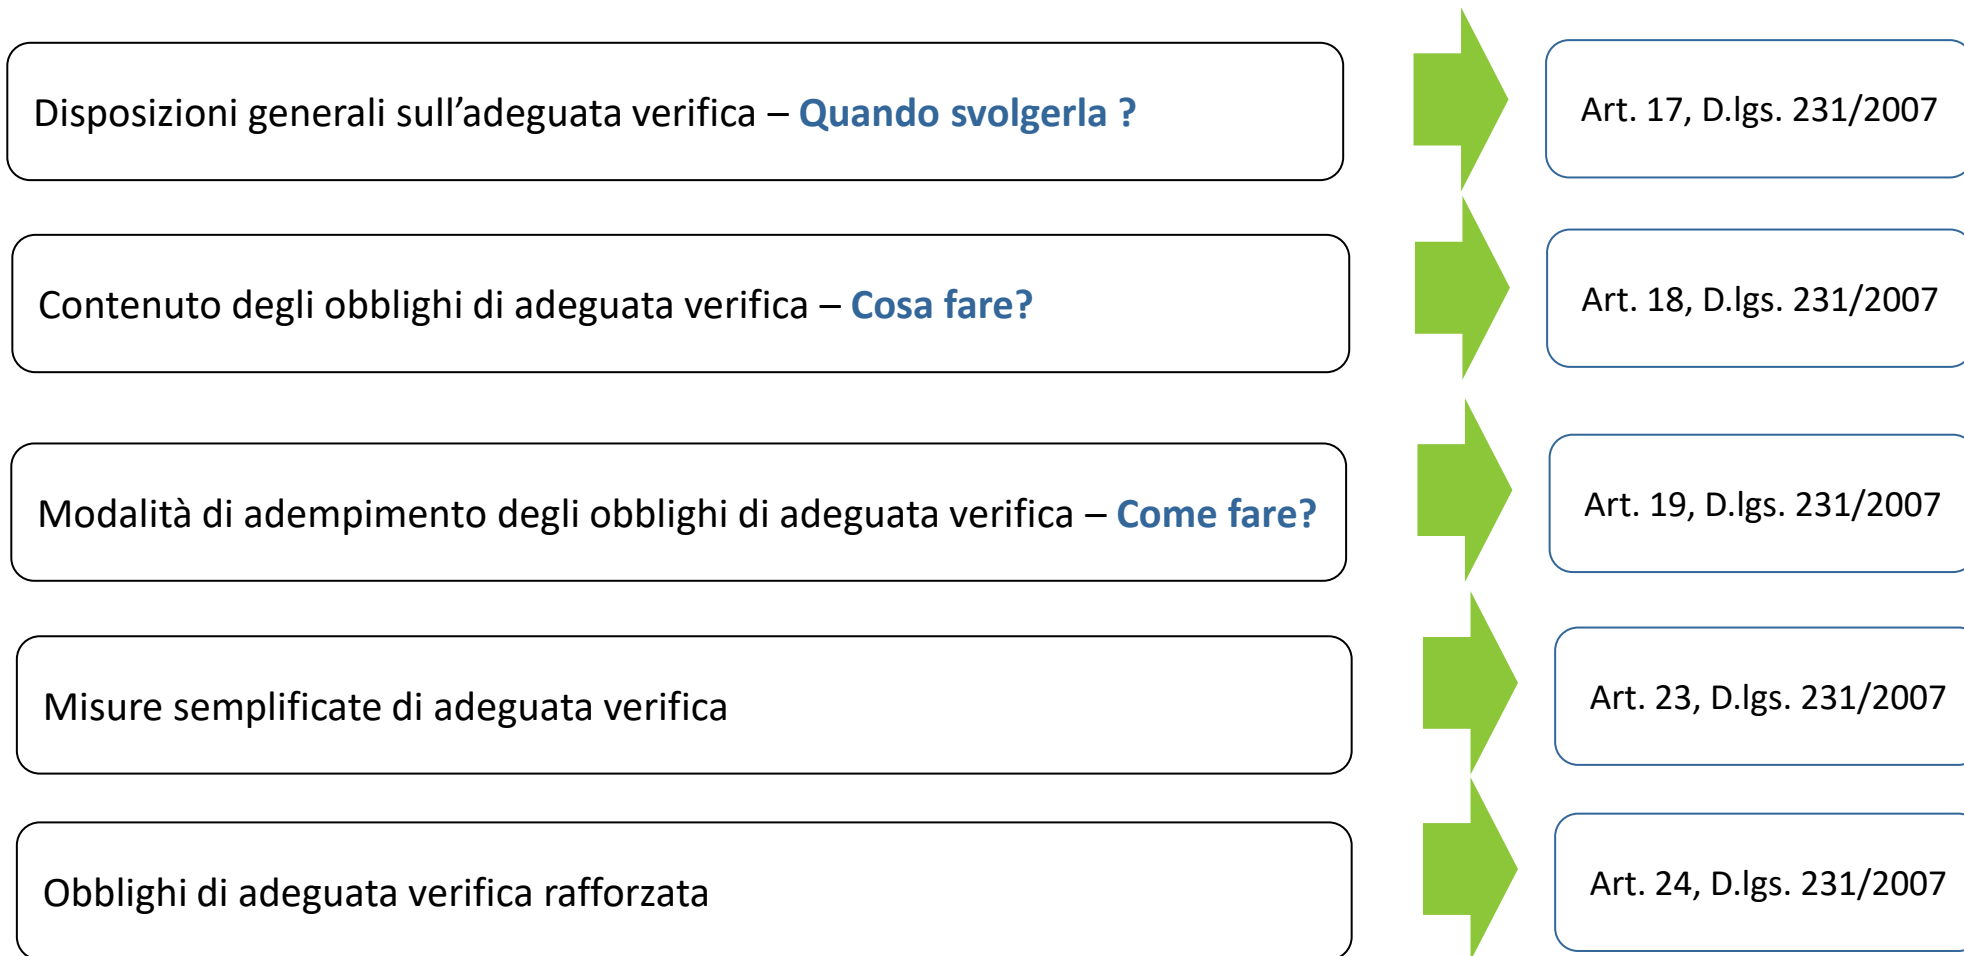 Disposizioni generali sull’adeguata verifica – Quando svolgerla ?
Art. 17, D.lgs. 231/2007
Contenuto degli obblighi di adeguata verifica – Cosa fare?
Art. 18, D.lgs. 231/2007
Modalità di adempimento degli obblighi di adeguata verifica – Come fare?
Art. 19, D.lgs. 231/2007
Misure semplificate di adeguata verifica
Art. 23, D.lgs. 231/2007
Obblighi di adeguata verifica rafforzata
Art. 24, D.lgs. 231/2007